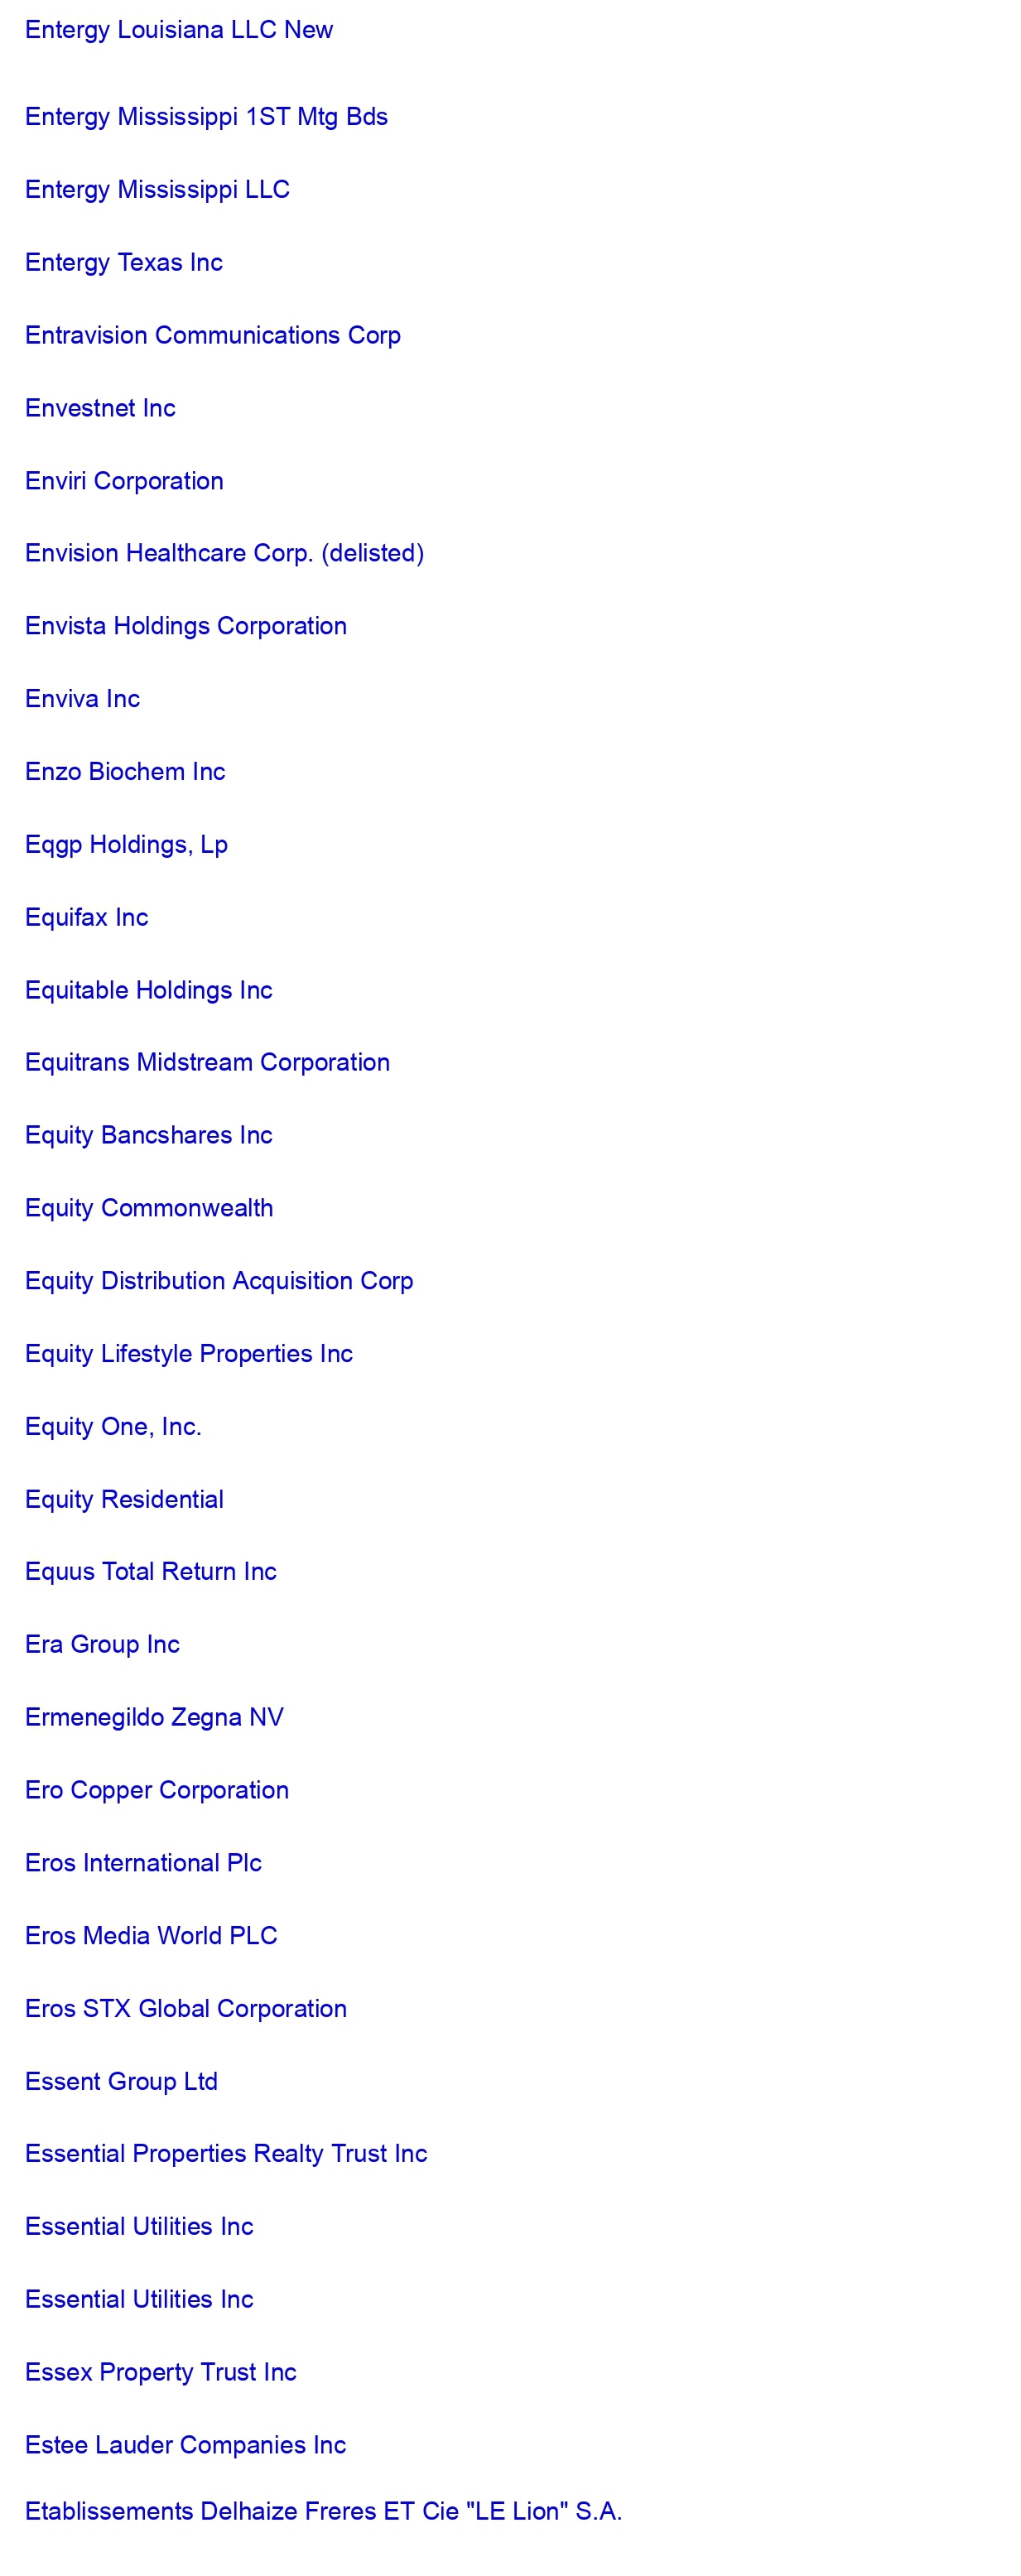 Entergy Louisiana LLC New
Entergy Mississippi 1ST Mtg Bds
Entergy Mississippi LLC
Entergy Texas Inc
Entravision Communications Corp
Envestnet Inc
Enviri Corporation
Envision Healthcare Corp. (delisted)
Envista Holdings Corporation
Enviva Inc
Enzo Biochem Inc
Eqgp Holdings, Lp
Equifax Inc
Equitable Holdings Inc
Equitrans Midstream Corporation
Equity Bancshares Inc
Equity Commonwealth
Equity Distribution Acquisition Corp
Equity Lifestyle Properties Inc
Equity One, Inc.
Equity Residential
Equus Total Return Inc
Era Group Inc
Ermenegildo Zegna NV
Ero Copper Corporation
Eros International Plc
Eros Media World PLC
Eros STX Global Corporation
Essent Group Ltd
Essential Properties Realty Trust Inc
Essential Utilities Inc
Essential Utilities Inc
Essex Property Trust Inc
Estee Lauder Companies Inc
Etablissements Delhaize Freres ET Cie "LE Lion" S.A.